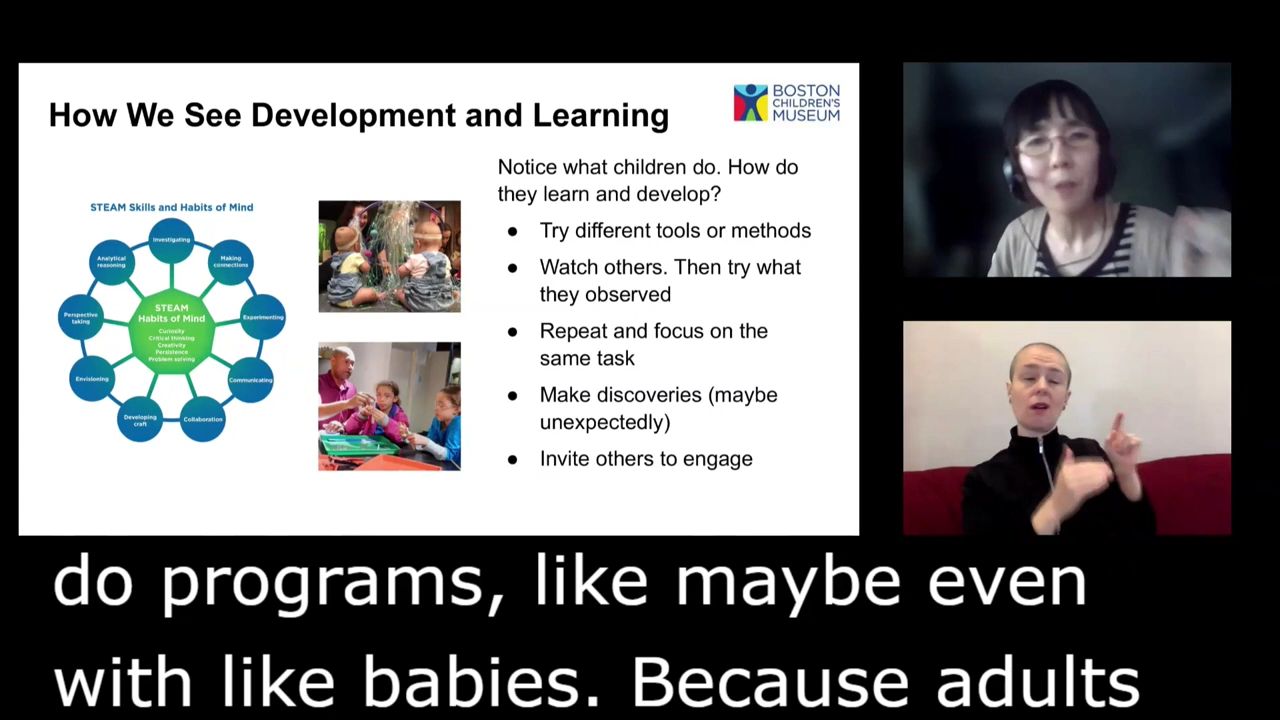 How We See Development and Learning
BOSTON
CHILDREN'S
MUSEUM
STEAM Skills and Habits of Mind
Investigating
Making
connections
Experimenting
Communicating
Collaboration
Developing
craft
Envisioning
Perspective
taking
Analytical
reasoning
STEAM
Habits of Mind
Curiosity
Critical thinking
Creativity
Persistence
Problem solving
Notice what children do. How do
they learn and develop?
● Try different tools or methods
● Watch others. Then try what
they observed
● Repeat and focus on the
same task
● Make discoveries (maybe
unexpectedly)
● Invite others to engage
do programs, like maybe even
with like babies. Because adults